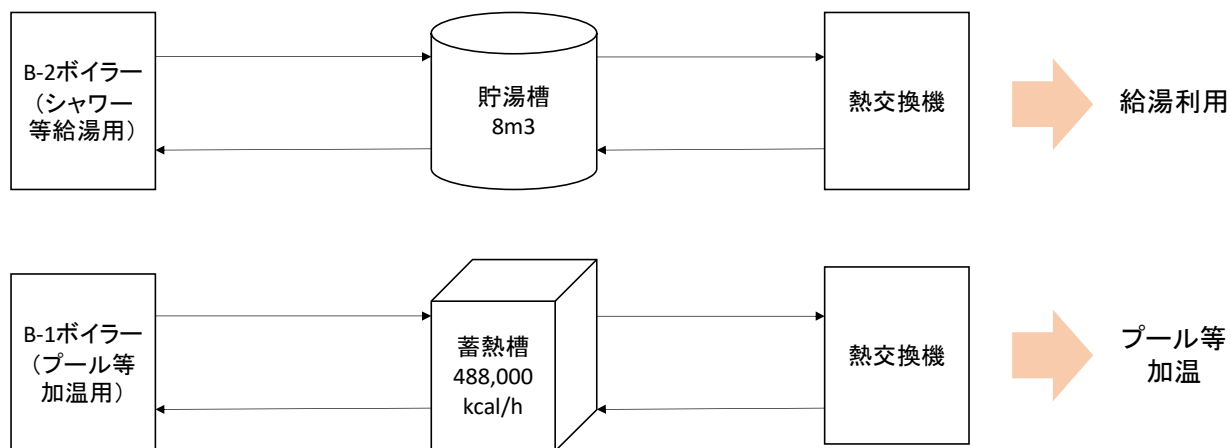 B-2ボイラー
（シャワー
等給湯用）
貯湯槽
8m3
熱交換機
給湯利用
B-1ボイラー
（プール等
加温用）
蓄熱槽
488,000
kcal/h
熱交換機
プール等
加温